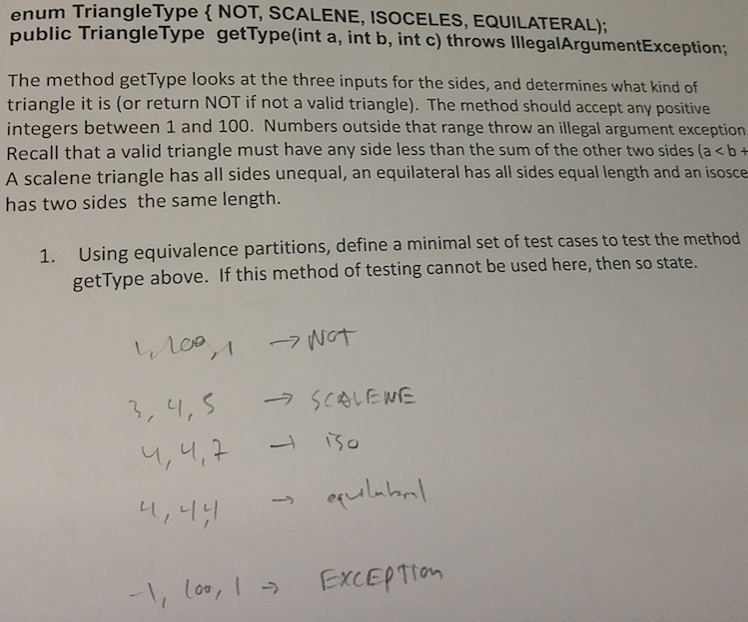 enum TriangleType { NOT, SCALENE, ISOCELES, EQUILATERAL);
public TriangleType getType(int a, int b, int c) throws IllegalArgumentException;
The method getType looks at the three inputs for the sides, and determines what kind of
triangle it is (or return NOT if not a valid triangle). The method should accept any positive
integers between 1 and 100. Numbers outside that range throw an illegal argument exception.
Recall that a valid triangle must have any side less than the sum of the other two sides (a < b +
A scalene triangle has all sides unequal, an equilateral has all sides equal length and an isosce
has two sides the same length.
1. Using equivalence partitions, define a minimal set of test cases to test the method
getType above. If this method of testing cannot be used here, then so state.
1, 100, 1 → NOT
3, 4, 5 → SCALENE
4, 4, 7 → iso
4, 4, 4 → equilateral
-1, 100, 1 → EXCEPTION